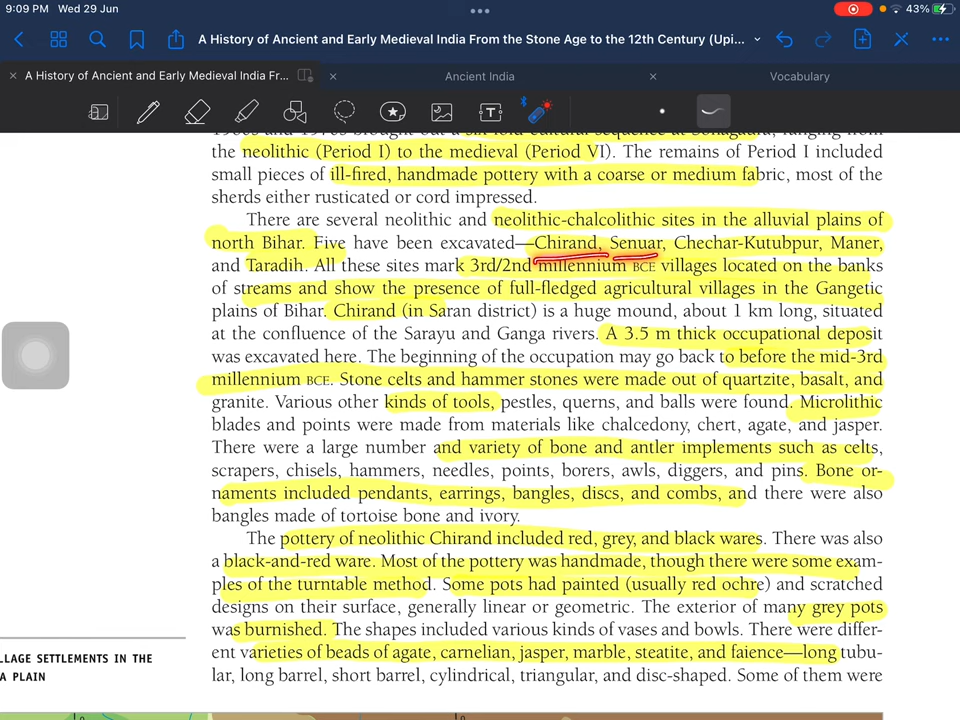 9:09 PM Wed 29 Jun
43%
A History of Ancient and Early Medieval India From the Stone Age to the 12th Century (Upi...
A History of Ancient and Early Medieval India Fr...
Ancient India
Vocabulary
the neolithic (Period I) to the medieval (Period VI). The remains of Period I included
small pieces of ill-fired, handmade pottery with a coarse or medium fabric, most of the
sherds either rusticated or cord impressed.
There are several neolithic and neolithic-chalcolithic sites in the alluvial plains of
north Bihar. Five have been excavated—Chirand, Senuar, Chechar-Kutubpur, Maner,
and Taradih. All these sites mark 3rd/2nd millennium BCE villages located on the banks
of streams and show the presence of full-fledged agricultural villages in the Gangetic
plains of Bihar. Chirand (in Saran district) is a huge mound, about 1 km long, situated
at the confluence of the Sarayu and Ganga rivers. A 3.5 m thick occupational deposit
was excavated here. The beginning of the occupation may go back to before the mid-3rd
millennium BCE. Stone celts and hammer stones were made out of quartzite, basalt, and
granite. Various other kinds of tools, pestles, querns, and balls were found. Microlithic
blades and points were made from materials like chalcedony, chert, agate, and jasper.
There were a large number and variety of bone and antler implements such as celts,
scrapers, chisels, hammers, needles, points, borers, awls, diggers, and pins. Bone or-
naments included pendants, earrings, bangles, discs, and combs, and there were also
bangles made of tortoise bone and ivory.
The pottery of neolithic Chirand included red, grey, and black wares. There was also
a black-and-red ware. Most of the pottery was handmade, though there were some exam-
ples of the turntable method. Some pots had painted (usually red ochre) and scratched
designs on their surface, generally linear or geometric. The exterior of many grey pots
was burnished. The shapes included various kinds of vases and bowls. There were differ-
ent varieties of beads of agate, carnelian, jasper, marble, steatite, and faience—long tubu-
lar, long barrel, short barrel, cylindrical, triangular, and disc-shaped. Some of them were
LLAGE SETTLEMENTS IN THE
A PLAIN